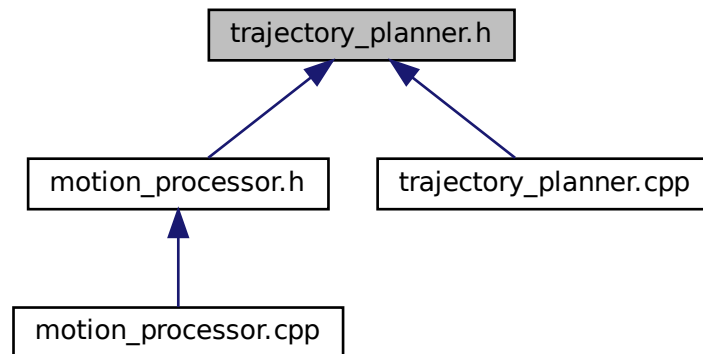 trajectory_planner.h
motion_processor.h
trajectory_planner.cpp
motion_processor.cpp